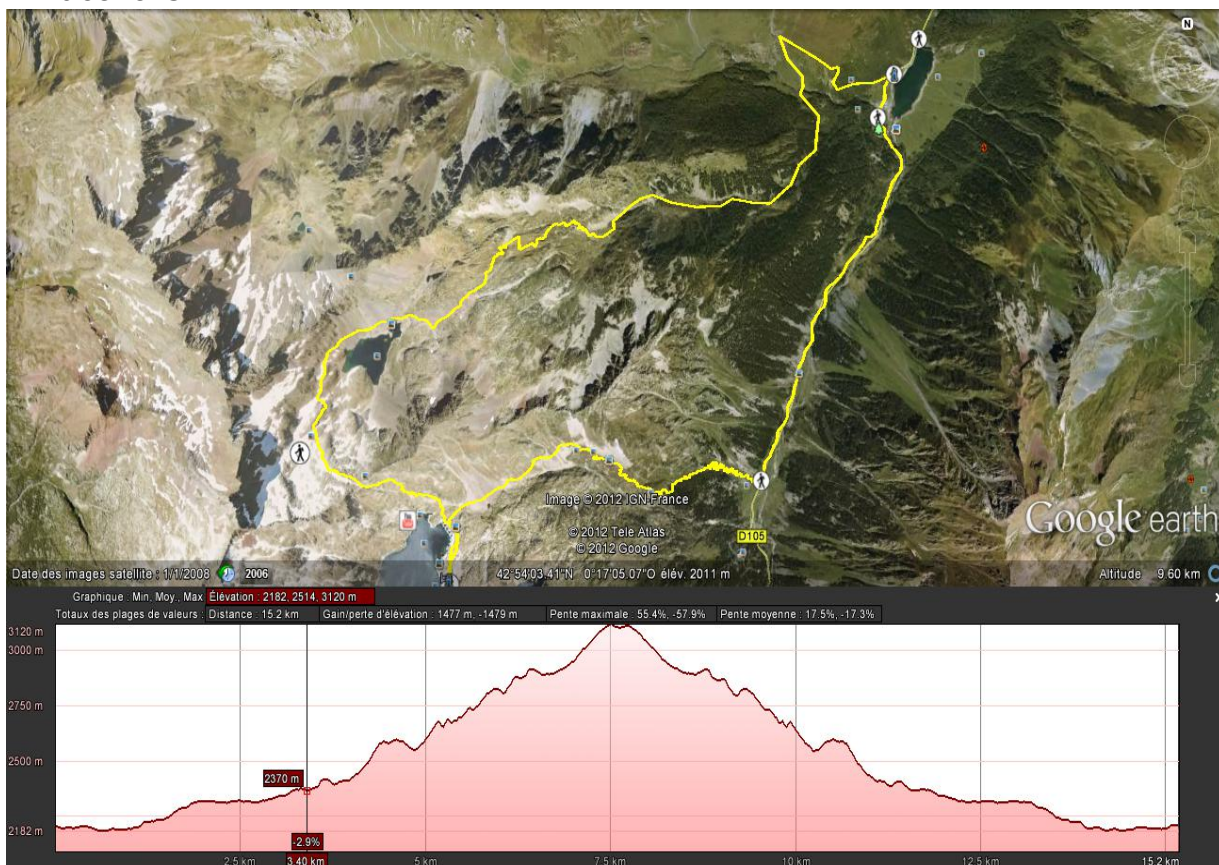 N
Image © 2012 IGN-France
© 2012 Tele Atlas
© 2012 Google
D105
Google earth
Date des images satellite : 1/1/2008 2006 42°54'03.41"N 0°17'05.07"O élév. 2011 m Altitude 9.60 km
Graphique : Min, Moy., Max Élévation : 2182, 2514, 3120 m
Totaux des plages de valeurs : Distance : 15.2 km Gain/perte d'élévation : 1477 m, -1479 m Pente maximale : 55.4%, -57.9% Pente moyenne : 17.5%, -17.3%
3120 m
3000 m
2750 m
2500 m
2370 m
2182 m
-2.9%
2.5 km 3.40 km 5 km 7.5 km 10 km 12.5 km 15.2 km